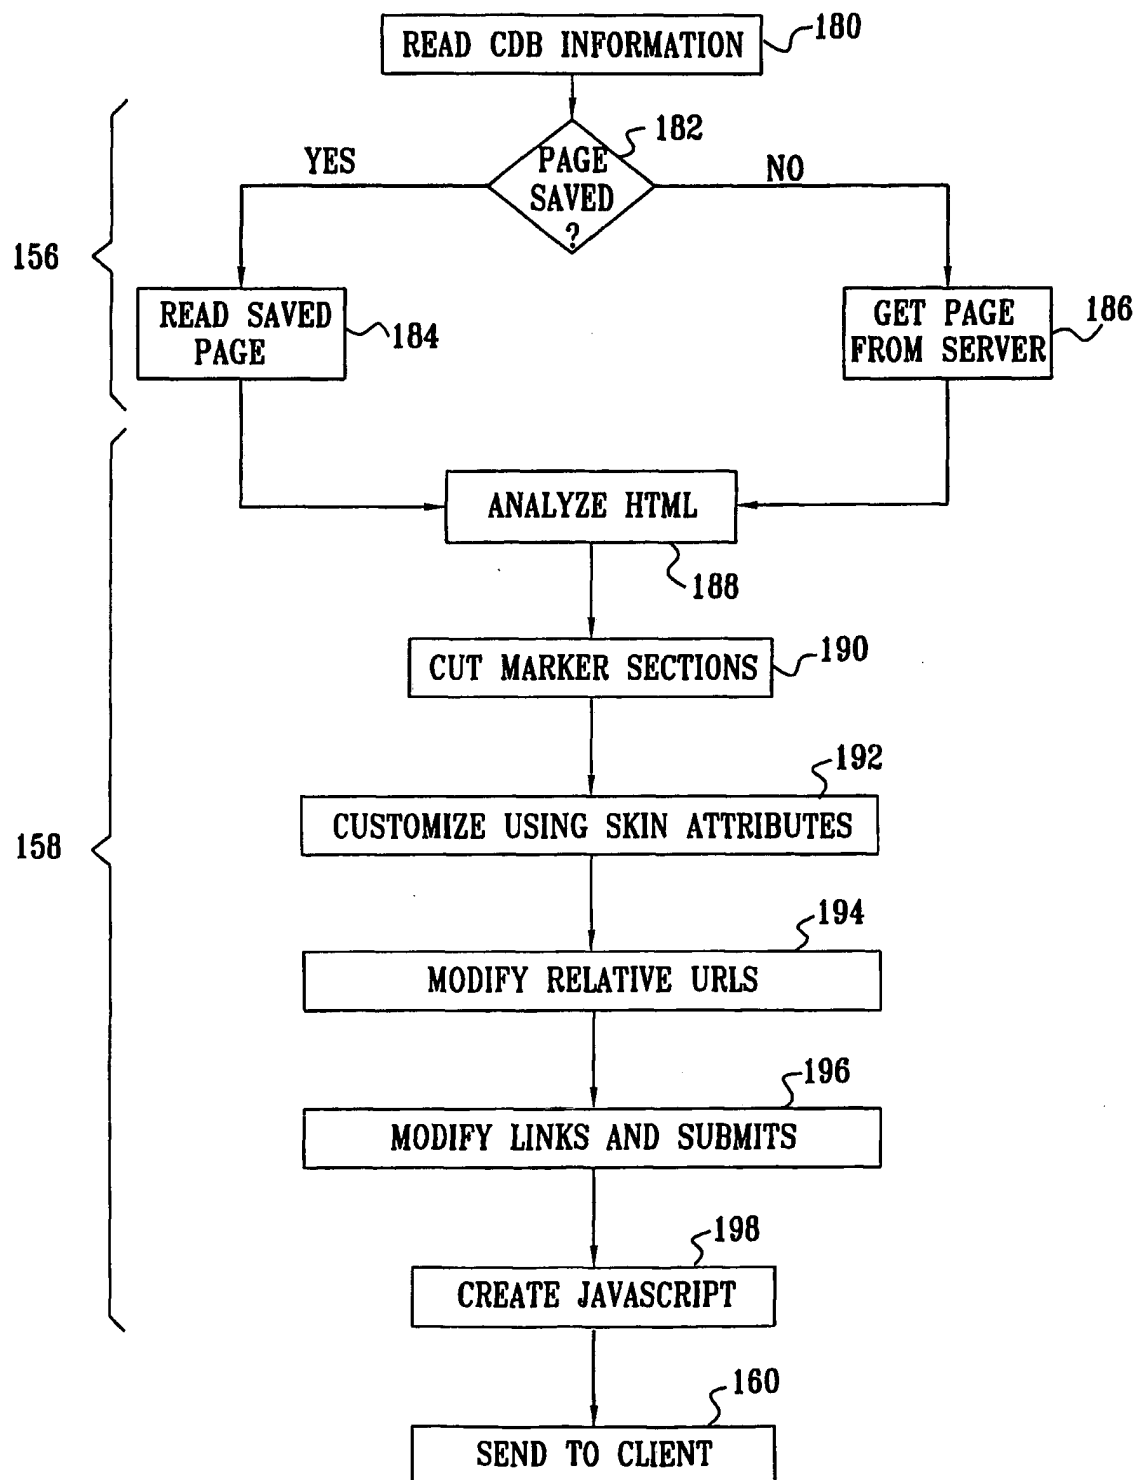 READ CDB INFORMATION
180
182
PAGE
SAVED
?
YES
NO
156
READ SAVED
PAGE
184
GET PAGE
FROM SERVER
186
ANALYZE HTML
188
CUT MARKER SECTIONS
190
192
CUSTOMIZE USING SKIN ATTRIBUTES
158
194
MODIFY RELATIVE URLS
196
MODIFY LINKS AND SUBMITS
198
CREATE JAVASCRIPT
160
SEND TO CLIENT